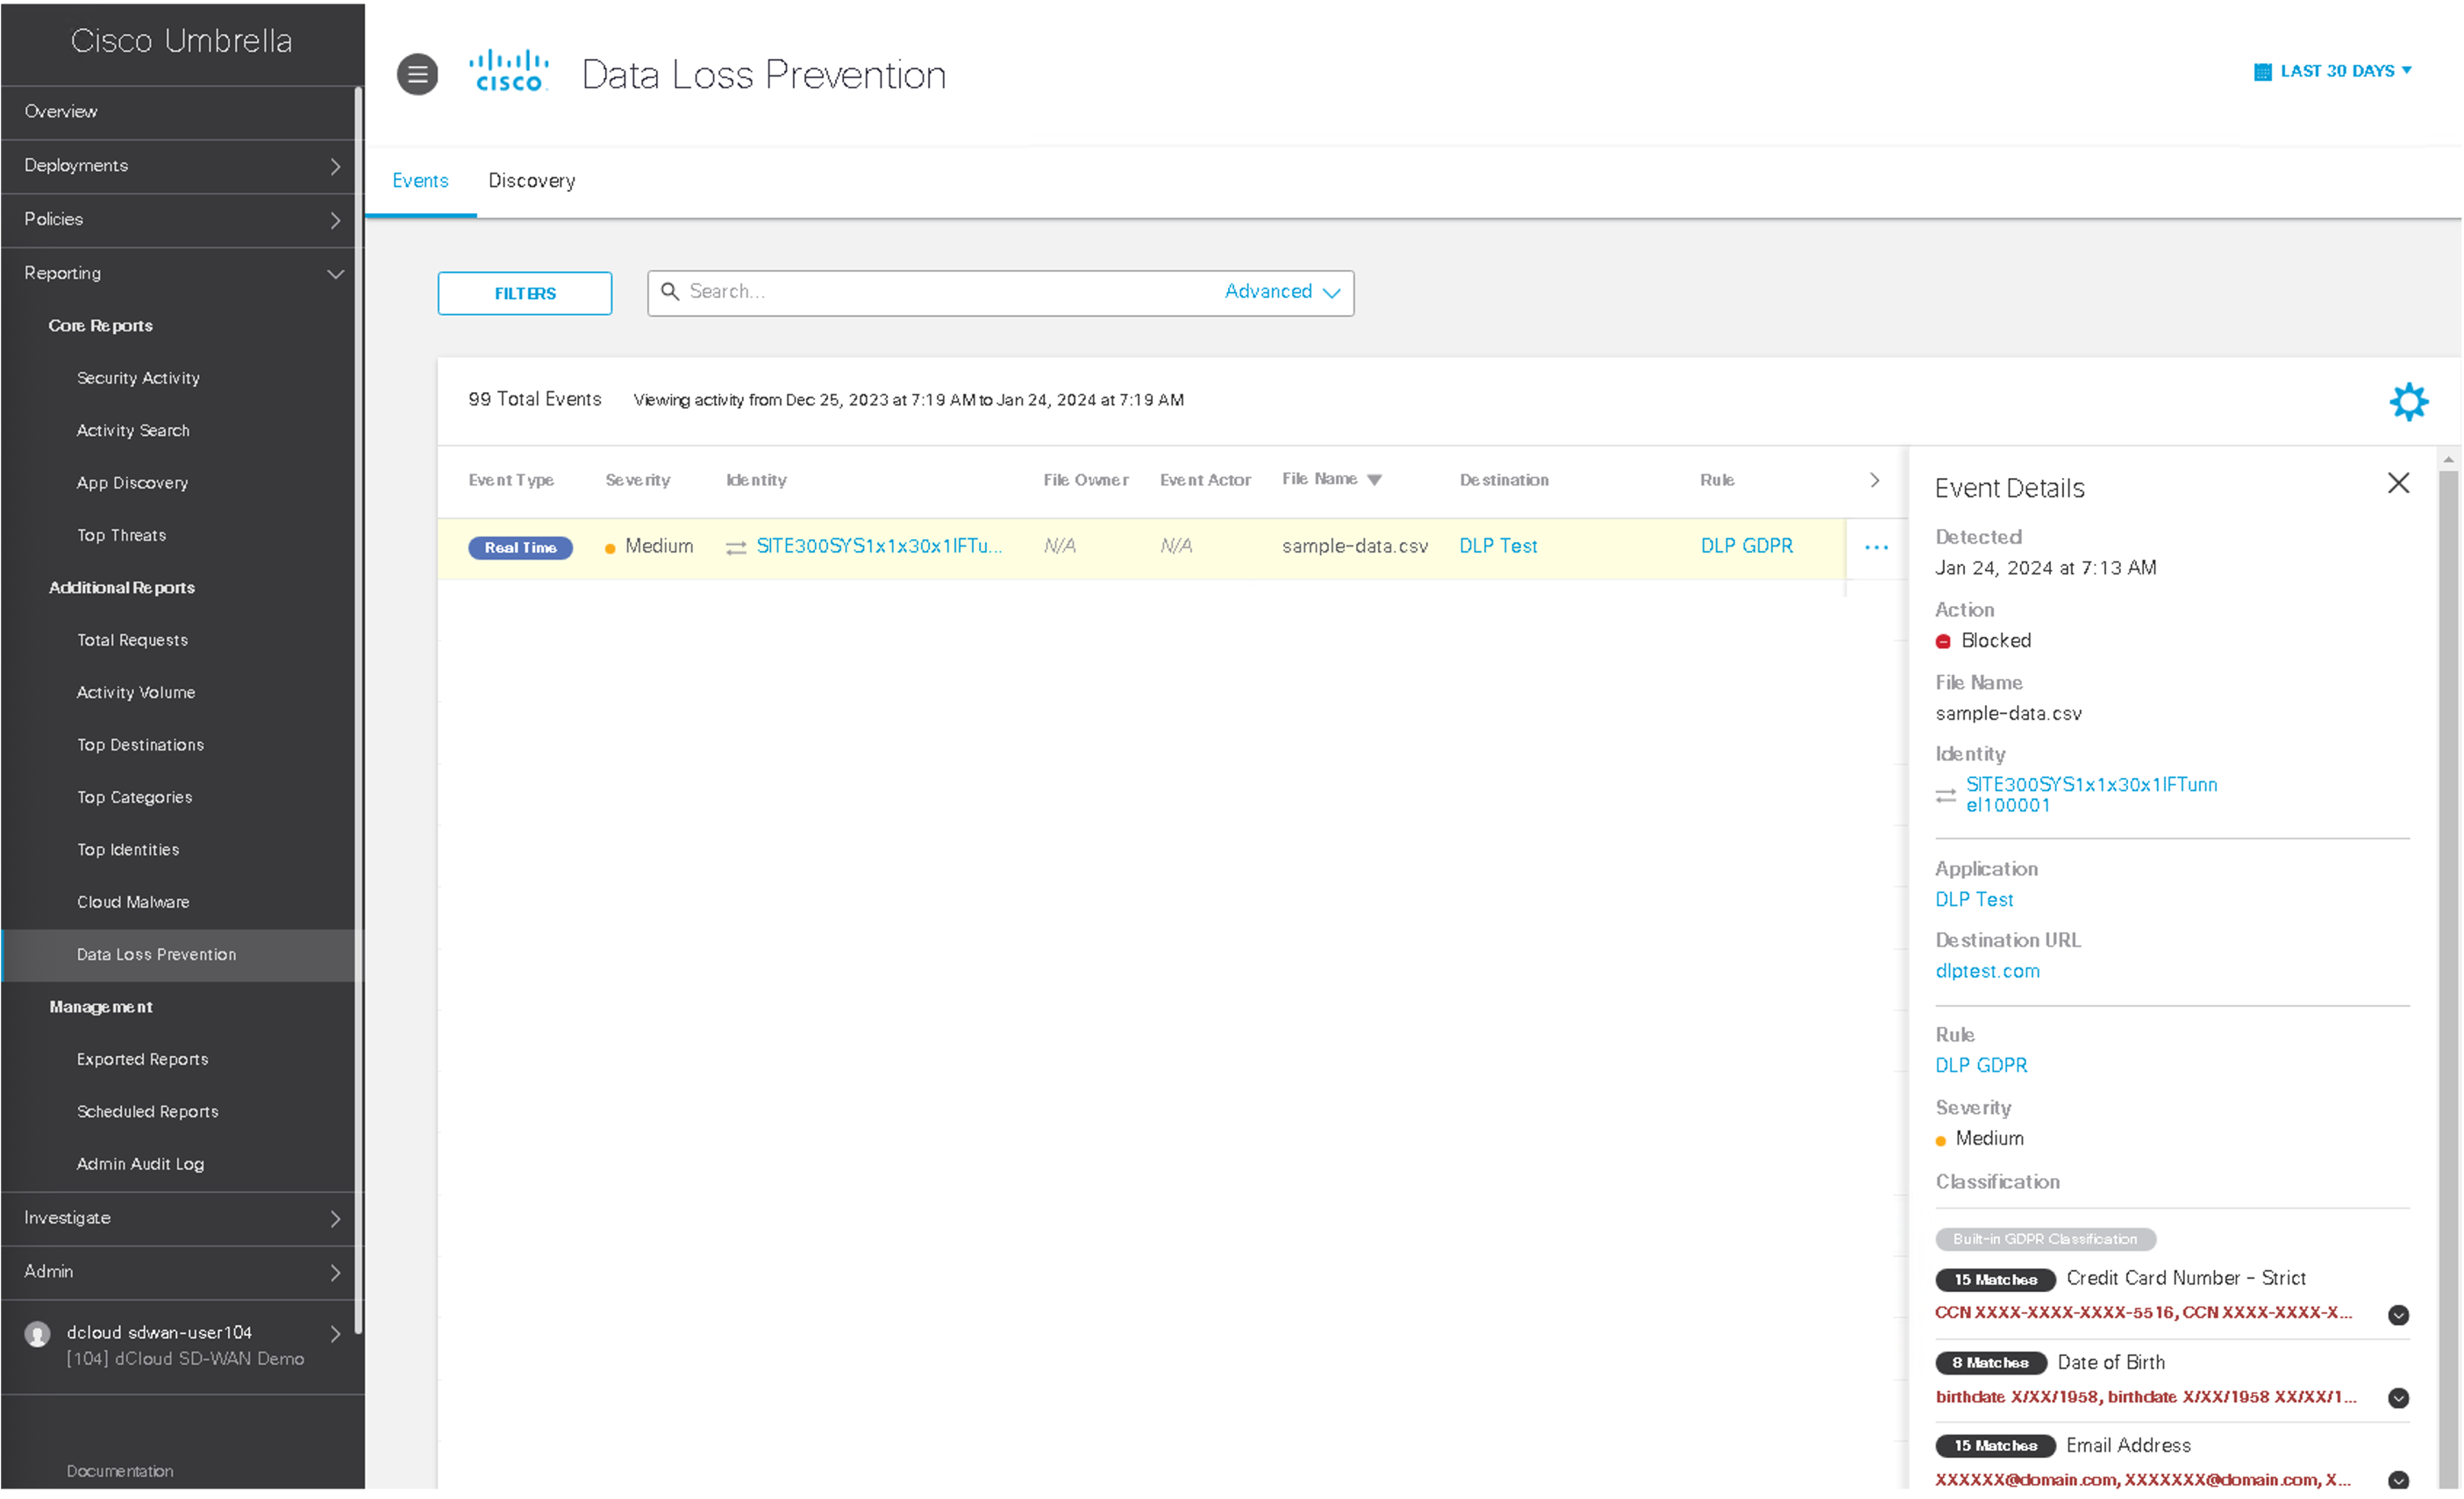 Cisco Umbrella
Overview
Deployments
Policies
Reporting
Core Reports
Security Activity
Activity Search
App Discovery
Top Threats
Additional Reports
Total Requests
Activity Volume
Top Destinations
Top Categories
Top Identities
Cloud Malware
Data Loss Prevention
Management
Exported Reports
Scheduled Reports
Admin Audit Log
Investigate
Admin
dcloud sdwan-user104
[104] dCloud SD-WAN Demo
Documentation
CISCO
Data Loss Prevention
LAST 30 DAYS
Events Discovery
FILTERS
Search... Advanced
99 Total Events Viewing activity from Dec 25, 2023 at 7:19 AM to Jan 24, 2024 at 7:19 AM
Event Type Severity Identity File Owner Event Actor File Name Destination Rule
Real Time Medium SITE300SYS1x1x30x1IFTu... N/A N/A sample-data.csv DLP Test DLP GDPR ...
Event Details
Detected
Jan 24, 2024 at 7:13 AM
Action
Blocked
File Name
sample-data.csv
Identity
SITE300SYS1x1x30x1IFTunn
el100001
Application
DLP Test
Destination URL
dlptest.com
Rule
DLP GDPR
Severity
Medium
Classification
Built-in GDPR Classification
15 Matches Credit Card Number - Strict
CCN XXXX-XXXX-XXXX-5516, CCN XXXX-XXXX-X...
8 Matches Date of Birth
birthdate X/XX/1958, birthdate X/XX/1958 XX/XX/1...
15 Matches Email Address
XXXXXX@domain.com, XXXXXXX@domain.com, X...